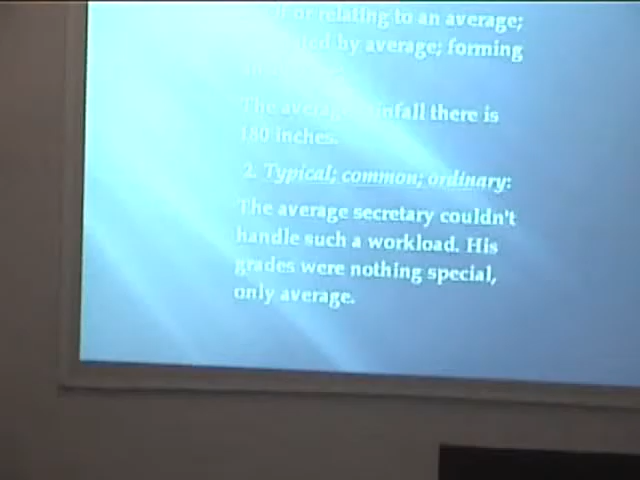 or relating to an average;
by average; forming
The average rainfall there is
180 inches.
2. Typical; common; ordinary:
The average secretary couldn't
handle such a workload. His
grades were nothing special,
only average.